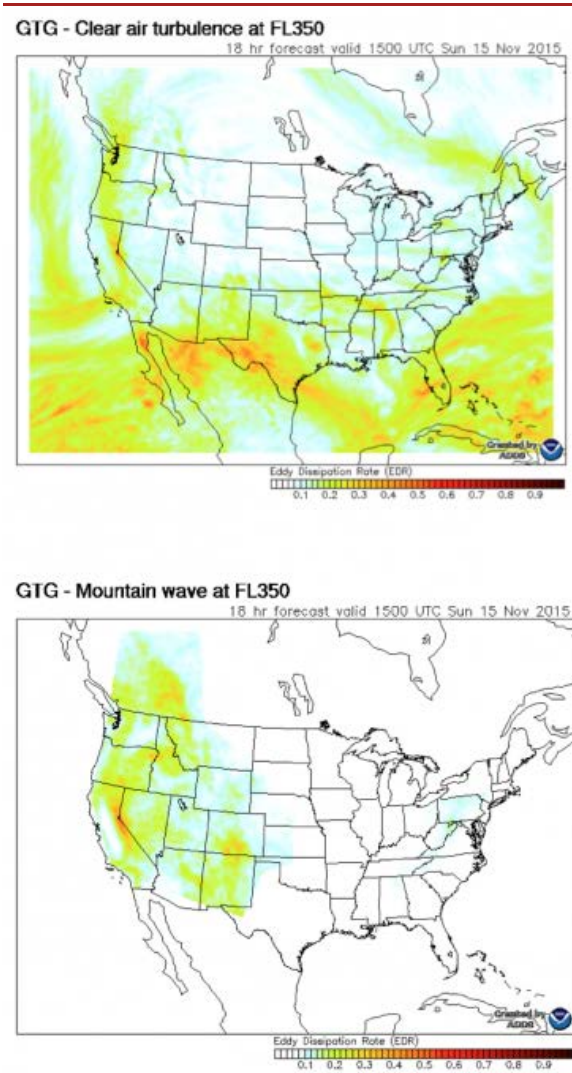 GTG - Clear air turbulence at FL350
18 hr forecast valid 1500 UTC Sun 15 Nov 2015
Created by
ADDS
Eddy Dissipation Rate (EDR)
0.1 0.2 0.3 0.4 0.5 0.6 0.7 0.8 0.9
GTG - Mountain wave at FL350
18 hr forecast valid 1500 UTC Sun 15 Nov 2015
Created by
ADDS
Eddy Dissipation Rate (EDR)
0.1 0.2 0.3 0.4 0.5 0.6 0.7 0.8 0.9